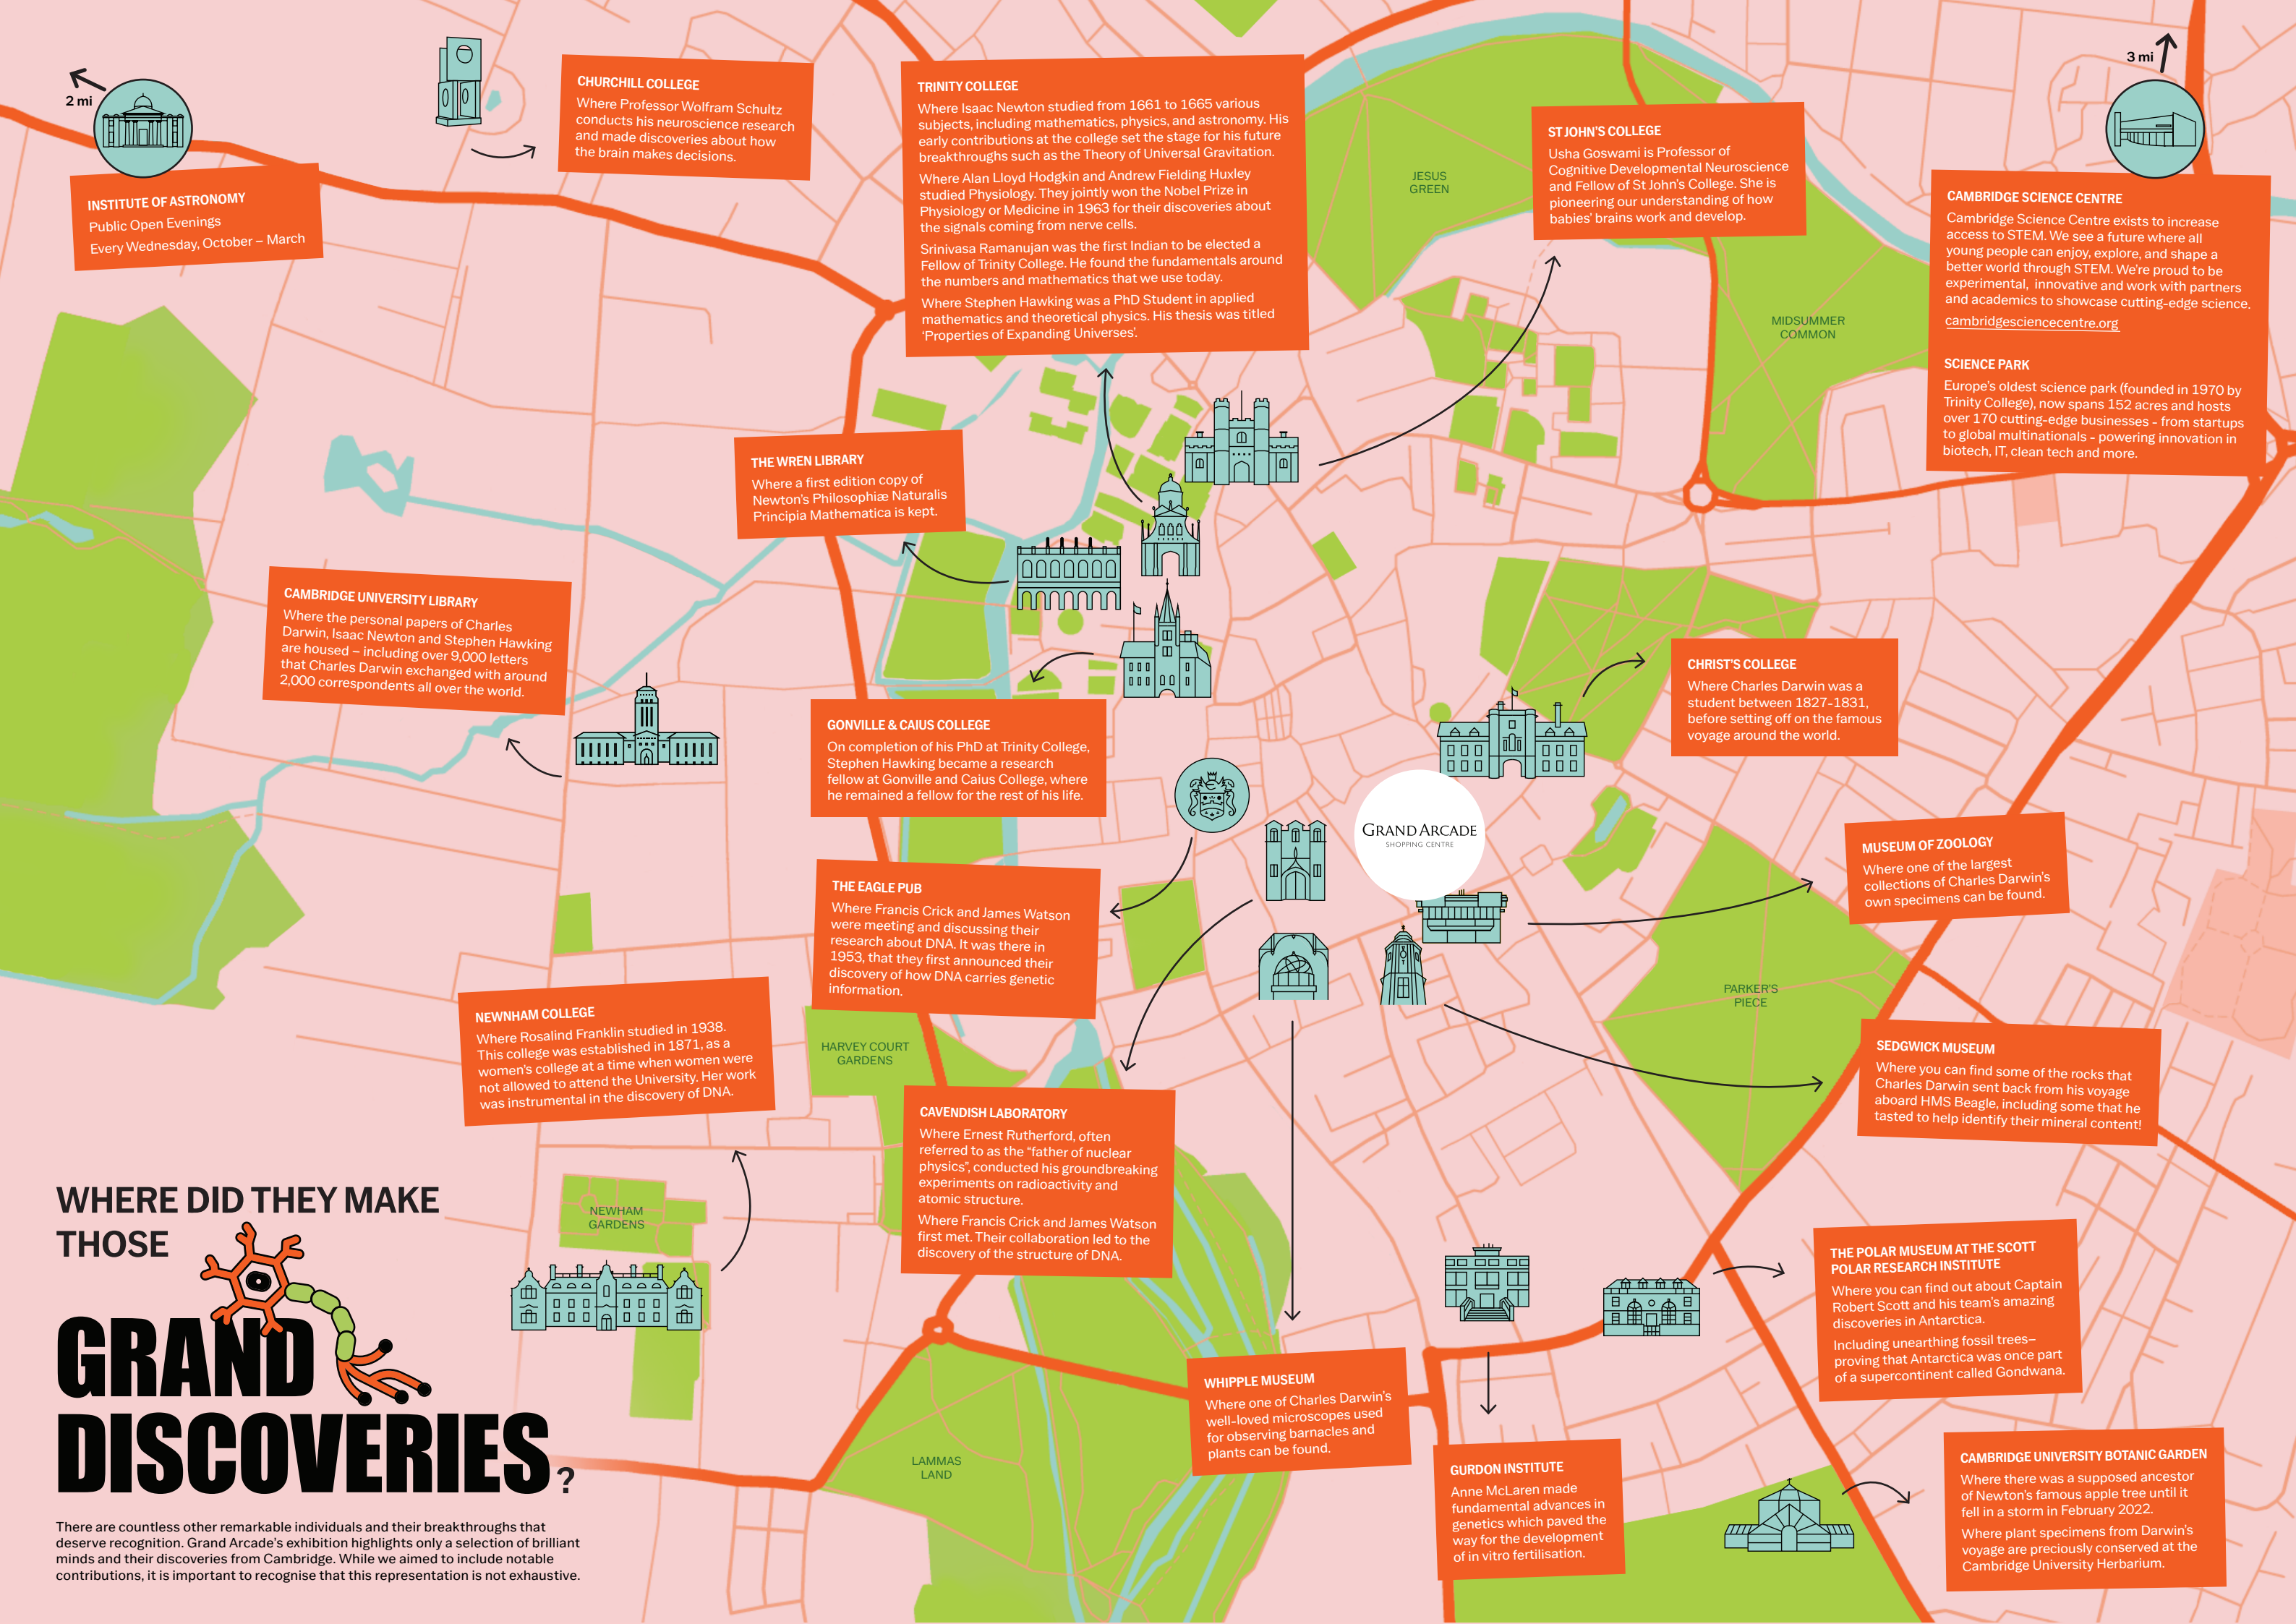 2 mi
INSTITUTE OF ASTRONOMY
Public Open Evenings
Every Wednesday, October – March
CHURCHILL COLLEGE
Where Professor Wolfram Schultz
conducts his neuroscience research
and made discoveries about how
the brain makes decisions.
TRINITY COLLEGE
Where Isaac Newton studied from 1661 to 1665 various
subjects, including mathematics, physics, and astronomy. His
early contributions at the college set the stage for his future
breakthroughs such as the Theory of Universal Gravitation.
Where Alan Lloyd Hodgkin and Andrew Fielding Huxley
studied Physiology. They jointly won the Nobel Prize in
Physiology or Medicine in 1963 for their discoveries about
the signals coming from nerve cells.
Srinivasa Ramanujan was the first Indian to be elected a
Fellow of Trinity College. He found the fundamentals around
the numbers and mathematics that we use today.
Where Stephen Hawking was a PhD Student in applied
mathematics and theoretical physics. His thesis was titled
‘Properties of Expanding Universes’.
JESUS
GREEN
ST JOHN’S COLLEGE
Usha Goswami is Professor of
Cognitive Developmental Neuroscience
and Fellow of St John’s College. She is
pioneering our understanding of how
babies’ brains work and develop.
MIDSUMMER
COMMON
3 mi
CAMBRIDGE SCIENCE CENTRE
Cambridge Science Centre exists to increase
access to STEM. We see a future where all
young people can enjoy, explore, and shape a
better world through STEM. We’re proud to be
experimental, innovative and work with partners
and academics to showcase cutting-edge science.
cambridgesciencecentre.org
SCIENCE PARK
Europe’s oldest science park (founded in 1970 by
Trinity College), now spans 152 acres and hosts
over 170 cutting-edge businesses - from startups
to global multinationals - powering innovation in
biotech, IT, clean tech and more.
THE WREN LIBRARY
Where a first edition copy of
Newton’s Philosophiæ Naturalis
Principia Mathematica is kept.
CAMBRIDGE UNIVERSITY LIBRARY
Where the personal papers of Charles
Darwin, Isaac Newton and Stephen Hawking
are housed – including over 9,000 letters
that Charles Darwin exchanged with around
2,000 correspondents all over the world.
GONVILLE & CAIUS COLLEGE
On completion of his PhD at Trinity College,
Stephen Hawking became a research
fellow at Gonville and Caius College, where
he remained a fellow for the rest of his life.
CHRIST’S COLLEGE
Where Charles Darwin was a
student between 1827-1831,
before setting off on the famous
voyage around the world.
GRAND ARCADE
SHOPPING CENTRE
THE EAGLE PUB
Where Francis Crick and James Watson
were meeting and discussing their
research about DNA. It was there in
1953, that they first announced their
discovery of how DNA carries genetic
information.
MUSEUM OF ZOOLOGY
Where one of the largest
collections of Charles Darwin’s
own specimens can be found.
PARKER’S
PIECE
NEWNHAM COLLEGE
Where Rosalind Franklin studied in 1938.
This college was established in 1871, as a
women’s college at a time when women were
not allowed to attend the University. Her work
was instrumental in the discovery of DNA.
HARVEY COURT
GARDENS
SEDGWICK MUSEUM
Where you can find some of the rocks that
Charles Darwin sent back from his voyage
aboard HMS Beagle, including some that he
tasted to help identify their mineral content!
CAVENDISH LABORATORY
Where Ernest Rutherford, often
referred to as the “father of nuclear
physics”, conducted his groundbreaking
experiments on radioactivity and
atomic structure.
Where Francis Crick and James Watson
first met. Their collaboration led to the
discovery of the structure of DNA.
NEWHAM
GARDENS
THE POLAR MUSEUM AT THE SCOTT
POLAR RESEARCH INSTITUTE
Where you can find out about Captain
Robert Scott and his team’s amazing
discoveries in Antarctica.
Including unearthing fossil trees–
proving that Antarctica was once part
of a supercontinent called Gondwana.
WHIPPLE MUSEUM
Where one of Charles Darwin’s
well-loved microscopes used
for observing barnacles and
plants can be found.
LAMMAS
LAND
GURDON INSTITUTE
Anne McLaren made
fundamental advances in
genetics which paved the
way for the development
of in vitro fertilisation.
CAMBRIDGE UNIVERSITY BOTANIC GARDEN
Where there was a supposed ancestor
of Newton’s famous apple tree until it
fell in a storm in February 2022.
Where plant specimens from Darwin’s
voyage are preciously conserved at the
Cambridge University Herbarium.
WHERE DID THEY MAKE
THOSE
GRAND
DISCOVERIES?
There are countless other remarkable individuals and their breakthroughs that
deserve recognition. Grand Arcade’s exhibition highlights only a selection of brilliant
minds and their discoveries from Cambridge. While we aimed to include notable
contributions, it is important to recognise that this representation is not exhaustive.